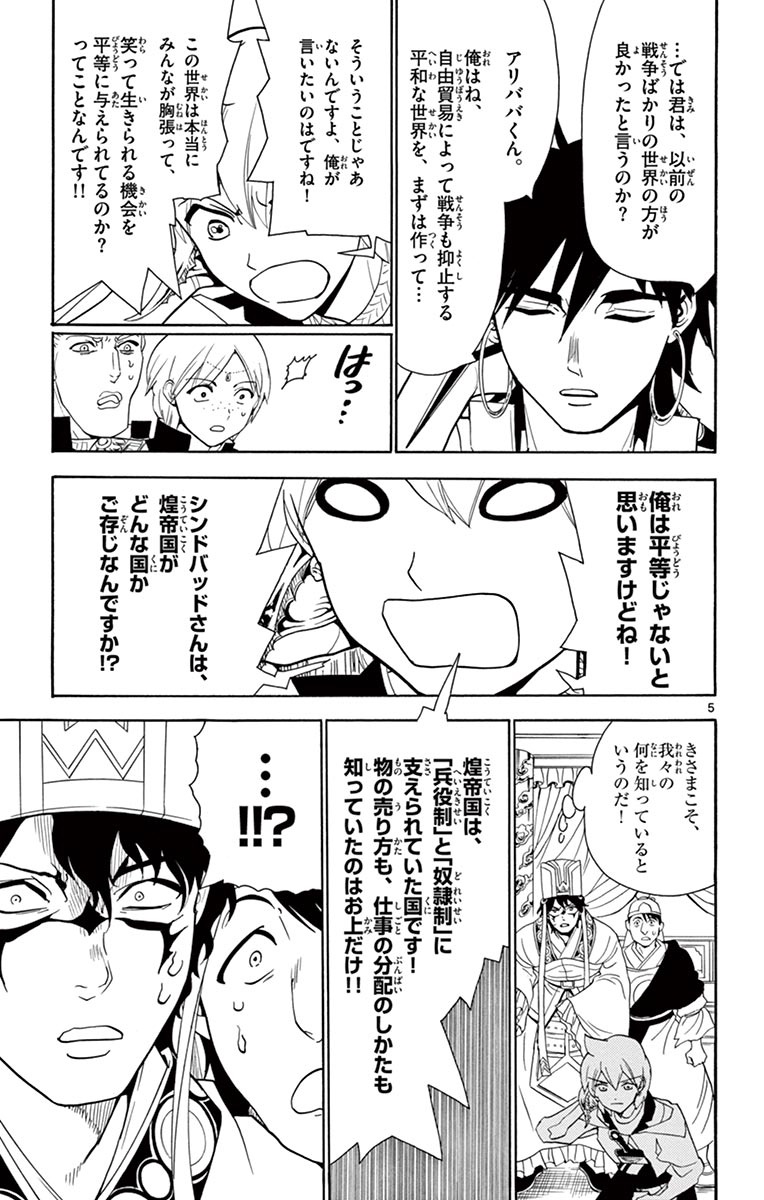 …では君は、以前の
戦争ばかりの世界の方が
良かったと言うのか?
アリババくん。
俺はね、
自由貿易によって戦争も抑止する
平和な世界を、まずは作って…
そういうことじゃあ
ないんですよ、俺が
言いたいのはですね!
この世界は本当に
みんなが胸張って、
笑って生きられる機会を
平等に与えられてるのか?
ってことなんです!!
はっ…
俺は平等じゃないと
思いますけどね!
シンドバッドさんは、
煌帝国が
どんな国か
ご存じなんですか!?
5
きさまこそ、
我々の
何を知っていると
いうのだ!
煌帝国は、
「兵役制」と「奴隷制」に
支えられていた国です!
物の売り方も、仕事の分配のしかたも
知っていたのはお上だけ!!
…!!?